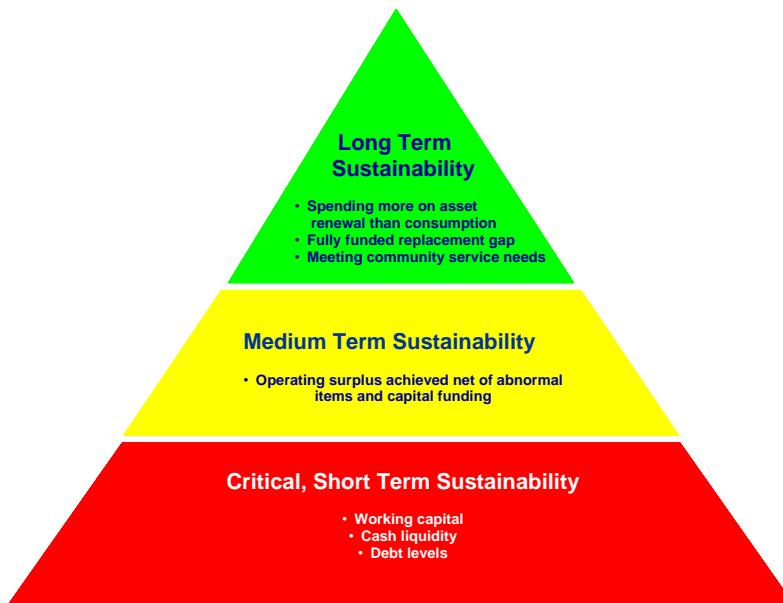 Long Term
Sustainability
• Spending more on asset
renewal than consumption
• Fully funded replacement gap
• Meeting community service needs
Medium Term Sustainability
• Operating surplus achieved net of abnormal
items and capital funding
Critical, Short Term Sustainability
• Working capital
• Cash liquidity
• Debt levels